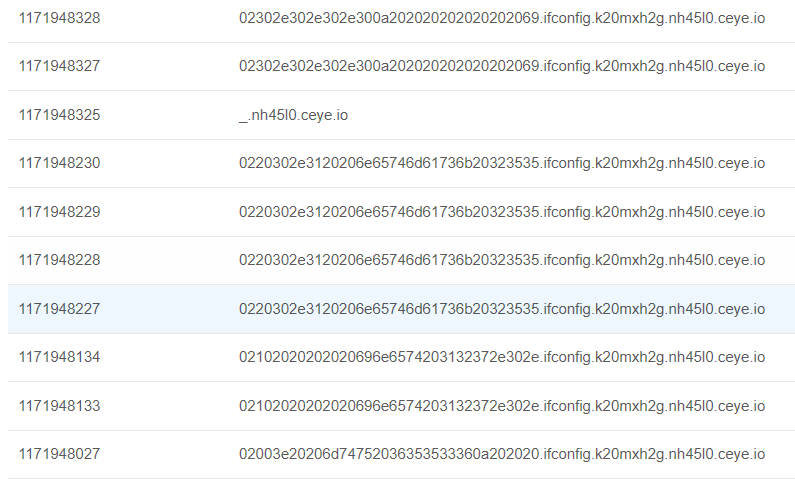 1171948328 02302e302e302e300a202020202020202069.ifconfig.k20mxh2g.nh45l0.ceye.io
1171948327 02302e302e302e300a202020202020202069.ifconfig.k20mxh2g.nh45l0.ceye.io
1171948325 _.nh45l0.ceye.io
1171948230 0220302e3120206e65746d61736b20323535.ifconfig.k20mxh2g.nh45l0.ceye.io
1171948229 0220302e3120206e65746d61736b20323535.ifconfig.k20mxh2g.nh45l0.ceye.io
1171948228 0220302e3120206e65746d61736b20323535.ifconfig.k20mxh2g.nh45l0.ceye.io
1171948227 0220302e3120206e65746d61736b20323535.ifconfig.k20mxh2g.nh45l0.ceye.io
1171948134 02102020202020696e6574203132372e302e.ifconfig.k20mxh2g.nh45l0.ceye.io
1171948133 02102020202020696e6574203132372e302e.ifconfig.k20mxh2g.nh45l0.ceye.io
1171948027 02003e20206d74752036353533360a202020.ifconfig.k20mxh2g.nh45l0.ceye.io